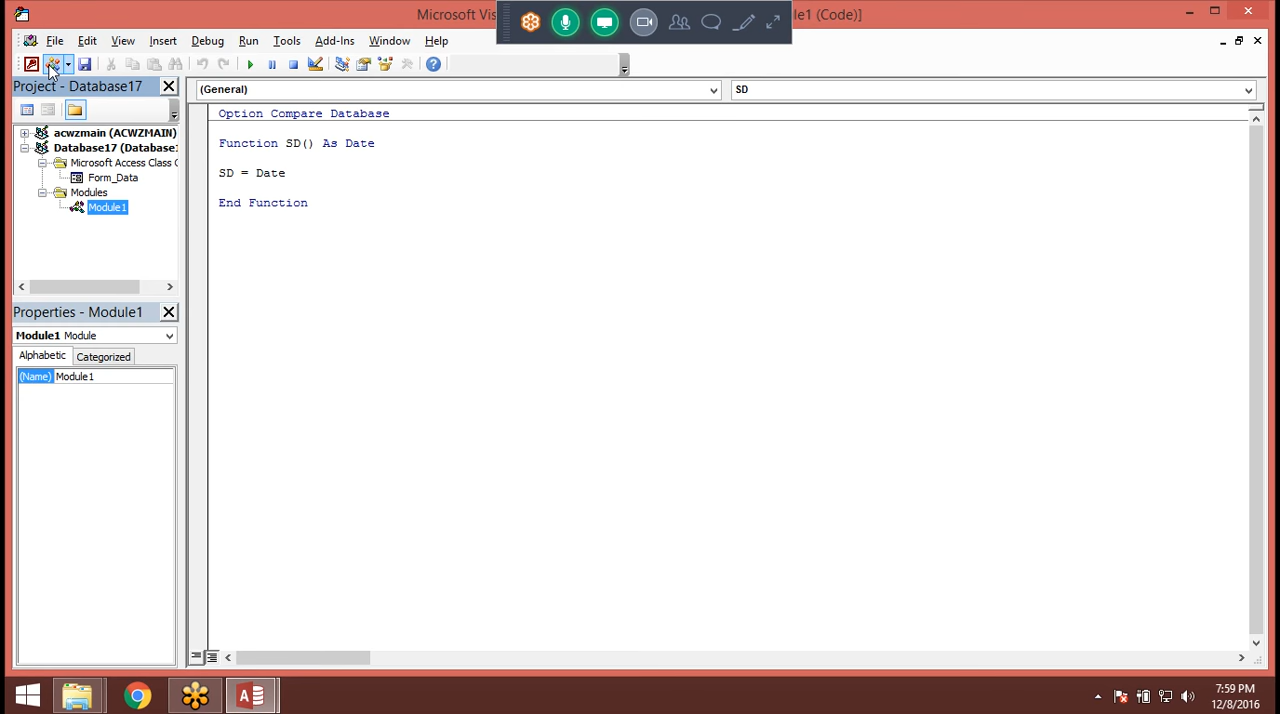 Microsoft Vis
le1 (Code)]
File Edit View Insert Debug Run Tools Add-Ins Window Help
Project - Database17
(General)
SD
acwzmain (ACWZMAIN)
Database17 (Database:
Microsoft Access Class C
Form_Data
Modules
Module1
Option Compare Database
Function SD() As Date
SD = Date
End Function
Properties - Module1
Module1 Module
Alphabetic Categorized
(Name) Module1
7:59 PM
12/8/2016